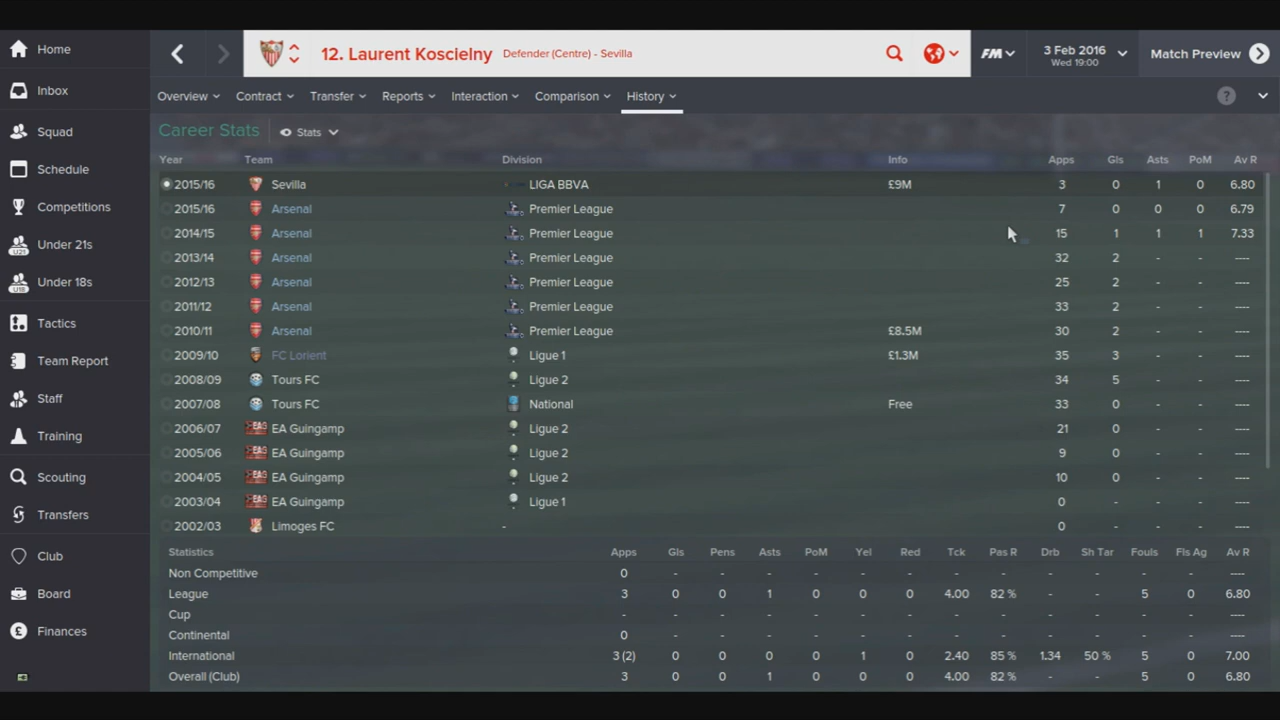 Home
Inbox
Squad
Schedule
Competitions
Under 21s
Under 18s
Tactics
Team Report
Staff
Training
Scouting
Transfers
Club
Board
Finances
12. Laurent Koscielny Defender (Centre) - Sevilla
FM
3 Feb 2016
Wed 19:00
Match Preview
Overview Contract Transfer Reports Interaction Comparison History ?
Career Stats Stats
Year Team Division Info Apps Gls Asts PoM Av R
2015/16 Sevilla LIGA BBVA £9M 3 0 1 0 6.80
2015/16 Arsenal Premier League 7 0 0 0 6.79
2014/15 Arsenal Premier League 15 1 1 1 7.33
2013/14 Arsenal Premier League 32 2 - - ----
2012/13 Arsenal Premier League 25 2 - - ----
2011/12 Arsenal Premier League 33 2 - - ----
2010/11 Arsenal Premier League £8.5M 30 2 - - ----
2009/10 FC Lorient Ligue 1 £1.3M 35 3 - - ----
2008/09 Tours FC Ligue 2 34 5 - - ----
2007/08 Tours FC National Free 33 0 - - ----
2006/07 EA Guingamp Ligue 2 21 0 - - ----
2005/06 EA Guingamp Ligue 2 9 0 - - ----
2004/05 EA Guingamp Ligue 2 10 0 - - ----
2003/04 EA Guingamp Ligue 1 0 - - - ----
2002/03 Limoges FC - 0 - - - ----
Statistics Apps Gls Pens Asts PoM Yel Red Tck Pas R Drb Sh Tar Fouls Fls Ag Av R
Non Competitive 0 - - - - - - - - - - - - ----
League 3 0 0 1 0 0 0 4.00 82 % - - 5 0 6.80
Cup - - - - - - - - - - - - - ----
Continental 0 - - - - - - - - - - - - ----
International 3 (2) 0 0 0 0 1 0 2.40 85 % 1.34 50 % 5 0 7.00
Overall (Club) 3 0 0 1 0 0 0 4.00 82 % - - 5 0 6.80